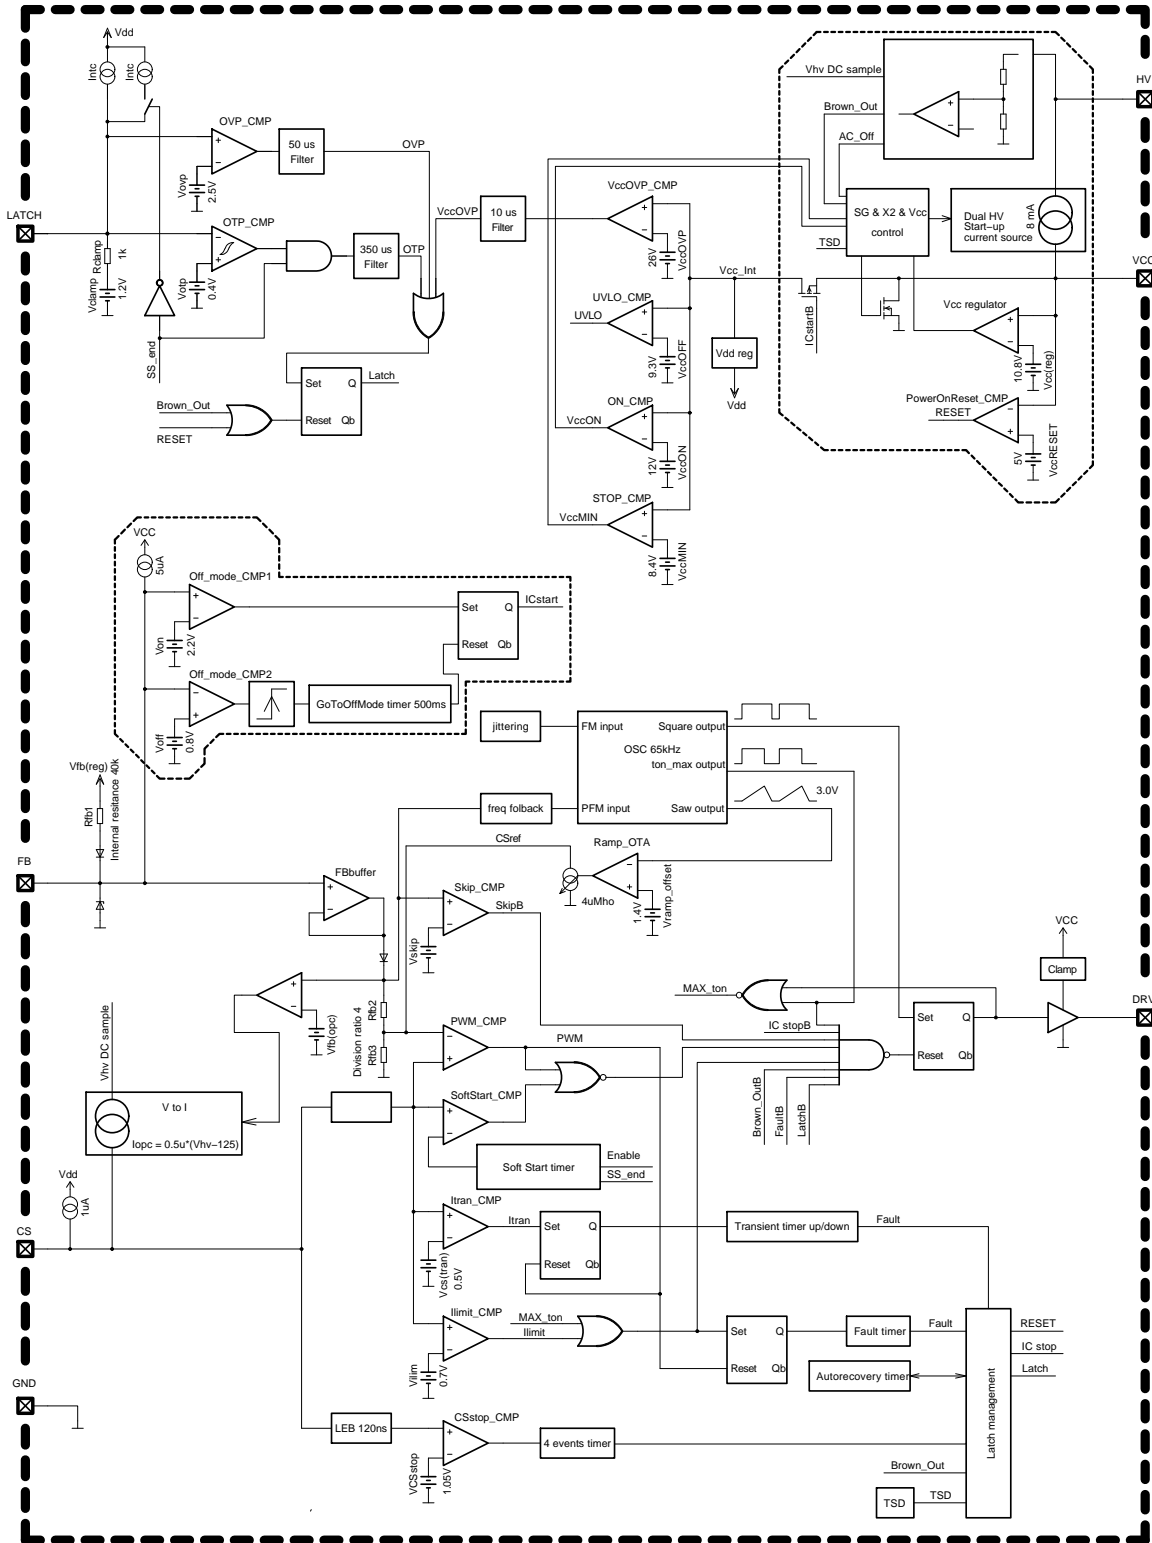 Vdd
Intc
Intc
OVP_CMP
50 us
Filter
OVP
Vovp
2.5V
LATCH
Rclamp
1k
Vclamp
1.2V
OTP_CMP
Votp
0.4V
350 us
Filter
OTP
SS_end
Brown_Out
RESET
Set
Q
Reset
Qb
Latch
VccOVP
10 us
Filter
VccOVP_CMP
26V
VccOVP
UVLO_CMP
UVLO
9.3V
VccOFF
ON_CMP
VccON
12V
VccON
STOP_CMP
VccMIN
8.4V
VccMIN
Vcc_Int
Vdd reg
Vdd
ICstartB
Vhv DC sample
Brown_Out
AC_Off
SG & X2 & Vcc
control
TSD
Dual HV
Start−up
current source
8 mA
HV
VCC
Vcc regulator
10.8V
Vcc(reg)
PowerOnReset_CMP
RESET
5V
VccRESET
VCC
5uA
Off_mode_CMP1
Von
2.2V
Set
Q
Reset
Qb
ICstart
Off_mode_CMP2
Voff
0.8V
GoToOffMode timer 500ms
jittering
FM input
Square output
OSC 65kHz
ton_max output
PFM input
Saw output
3.0V
freq folback
Vfb(reg)
Rfb1
Internal resitance 40k
FB
FBbuffer
CSref
Ramp_OTA
4uMho
1.4V
Vramp_offset
Skip_CMP
SkipB
Vskip
Vfb(opc)
Division ratio 4
Rfb2
Rfb3
PWM_CMP
PWM
SoftStart_CMP
Soft Start timer
Enable
SS_end
MAX_ton
IC stopB
Brown_OutB
FaultB
LatchB
Set
Q
Reset
Qb
VCC
Clamp
DRV
Vhv DC sample
V to I
Iopc = 0.5u*(Vhv−125)
Vdd
1uA
CS
Itran_CMP
Itran
Vcs(tran)
0.5V
Set
Q
Reset
Qb
Transient timer up/down
Fault
Ilimit_CMP
MAX_ton
Ilimit
Vilim
0.7V
Set
Q
Reset
Qb
Fault timer
Fault
Autorecovery timer
Latch management
RESET
IC stop
Latch
GND
LEB 120ns
CSstop_CMP
VCSstop
1.05V
4 events timer
Brown_Out
TSD
TSD